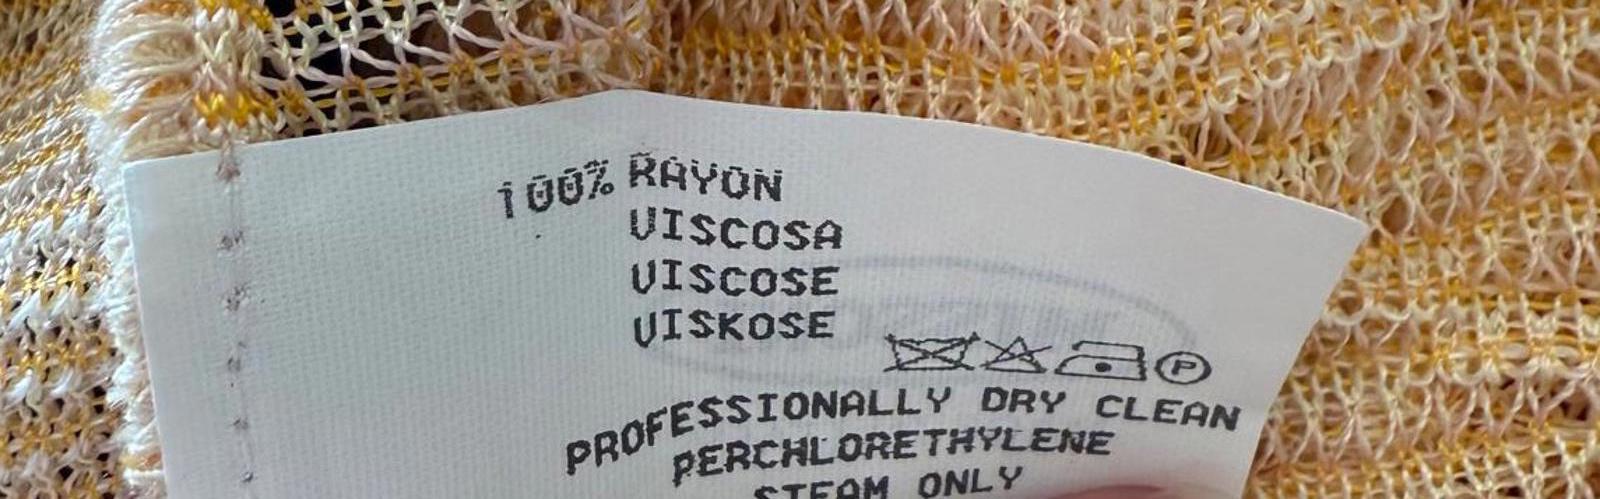 100% RAYON
VISCOSA
VISCOSE
VISKOSE
P
PROFESSIONALLY DRY CLEAN
PERCHLORETHYLENE
STEAM ONLY